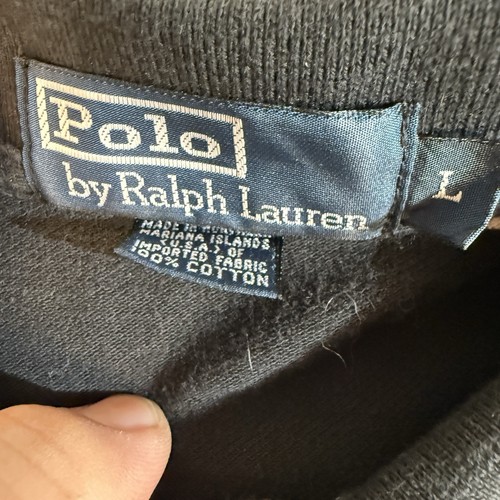 Polo
by Ralph Lauren
L
MADE IN NORTHERN
MARIANA ISLANDS
(U.S.A.) OF
IMPORTED FABRIC
100% COTTON